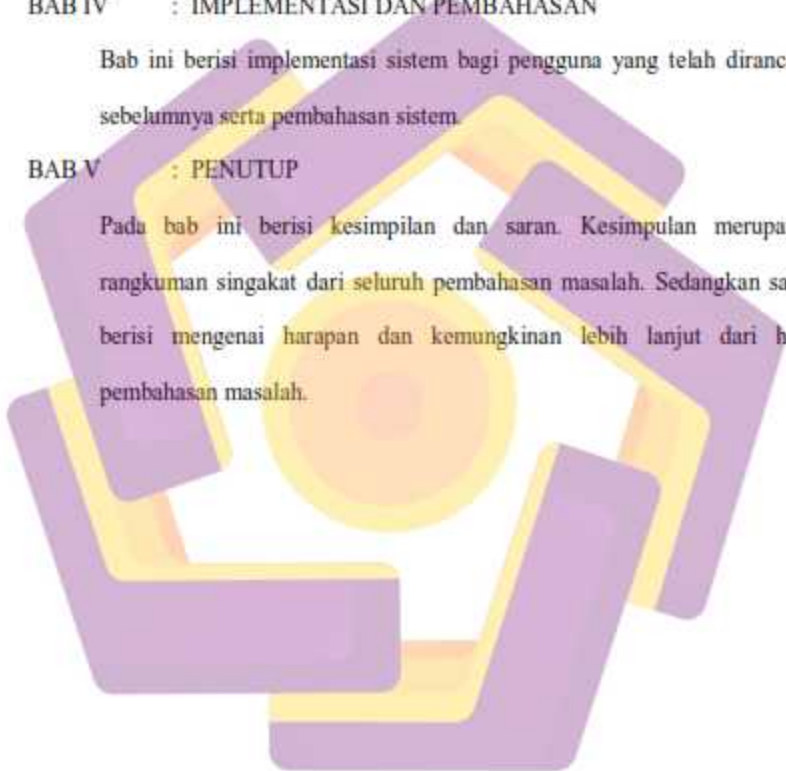 BAB IV : IMPLEMENTASI DAN PEMBAHASAN
Bab ini berisi implementasi sistem bagi pengguna yang telah diranc
sebelumnya serta pembahasan sistem.
BAB V : PENUTUP
Pada bab ini berisi kesimpilan dan saran. Kesimpulan merupa
rangkuman singakat dari seluruh pembahasan masalah. Sedangkan sa
berisi mengenai harapan dan kemungkinan lebih lanjut dari h
pembahasan masalah.